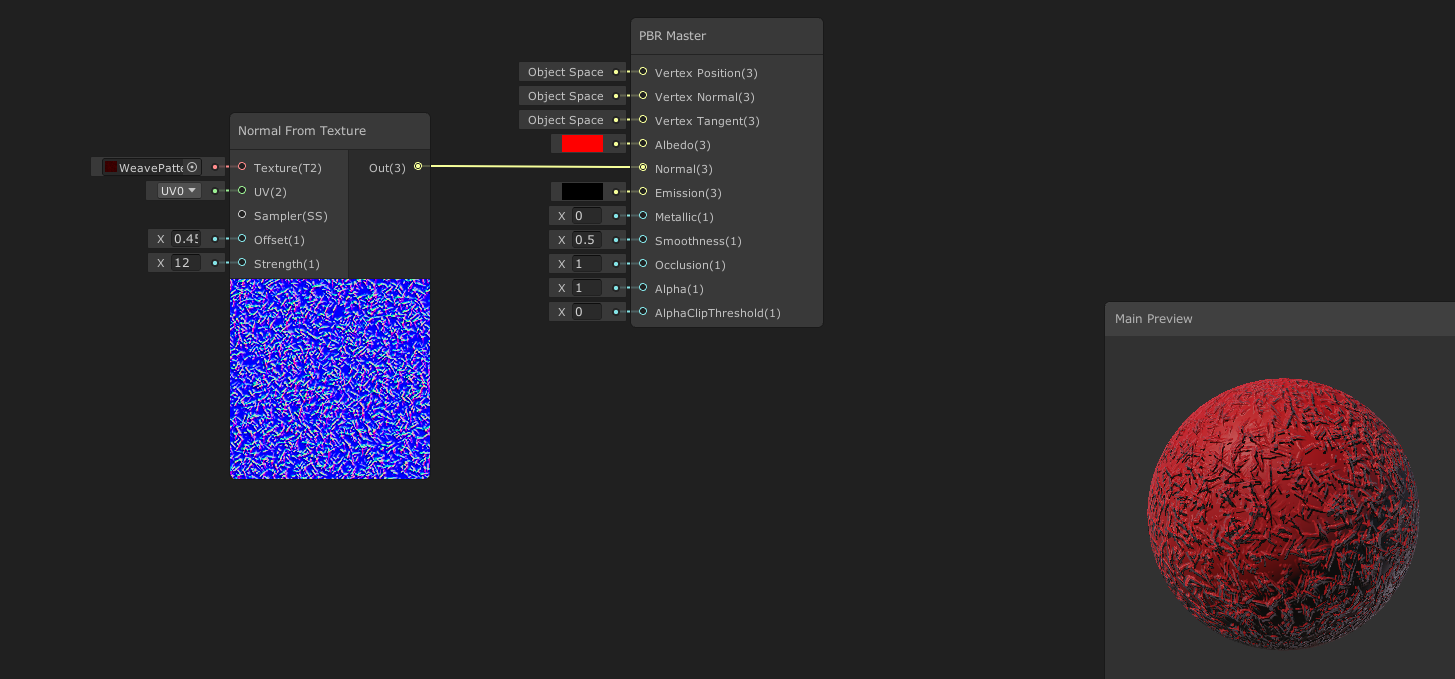 PBR Master
Object Space Vertex Position(3)
Object Space Vertex Normal(3)
Object Space Vertex Tangent(3)
Albedo(3)
Normal(3)
Emission(3)
X 0 Metallic(1)
X 0.5 Smoothness(1)
X 1 Occlusion(1)
X 1 Alpha(1)
X 0 AlphaClipThreshold(1)
Normal From Texture
WeavePatte Texture(T2) Out(3)
UV0 UV(2)
Sampler(SS)
X 0.45 Offset(1)
X 12 Strength(1)
Main Preview